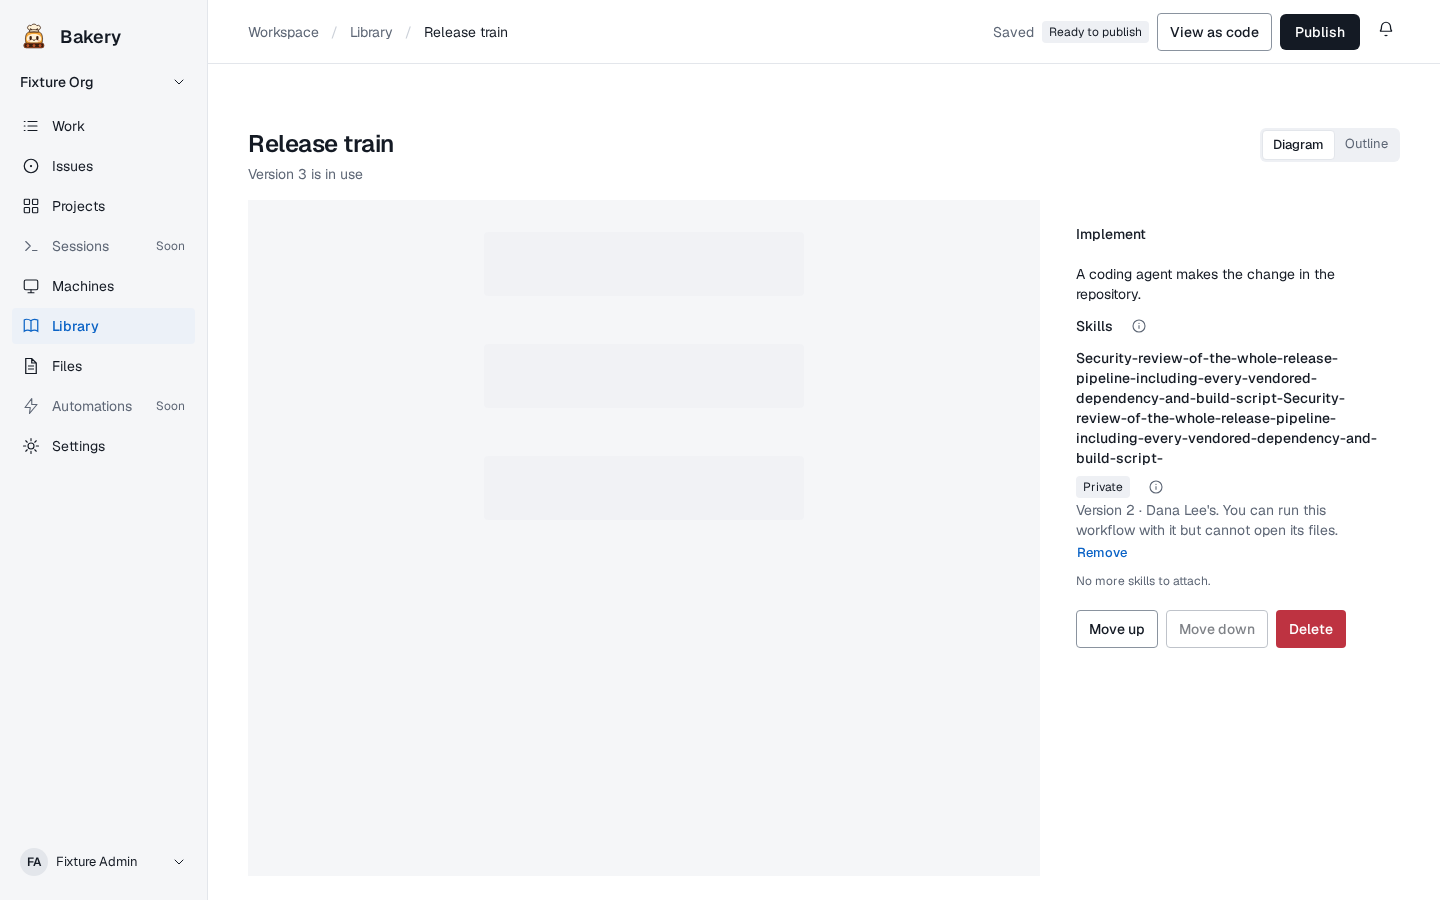 Bakery
Fixture Org
Work
Issues
Projects
Sessions Soon
Machines
Library
Files
Automations Soon
Settings
FA Fixture Admin
Workspace / Library / Release train
Saved Ready to publish View as code Publish
Release train
Version 3 is in use
Diagram Outline
Implement
A coding agent makes the change in the
repository.
Skills
Security-review-of-the-whole-release-
pipeline-including-every-vendored-
dependency-and-build-script-Security-
review-of-the-whole-release-pipeline-
including-every-vendored-dependency-and-
build-script-
Private
Version 2 · Dana Lee's. You can run this
workflow with it but cannot open its files.
Remove
No more skills to attach.
Move up Move down Delete